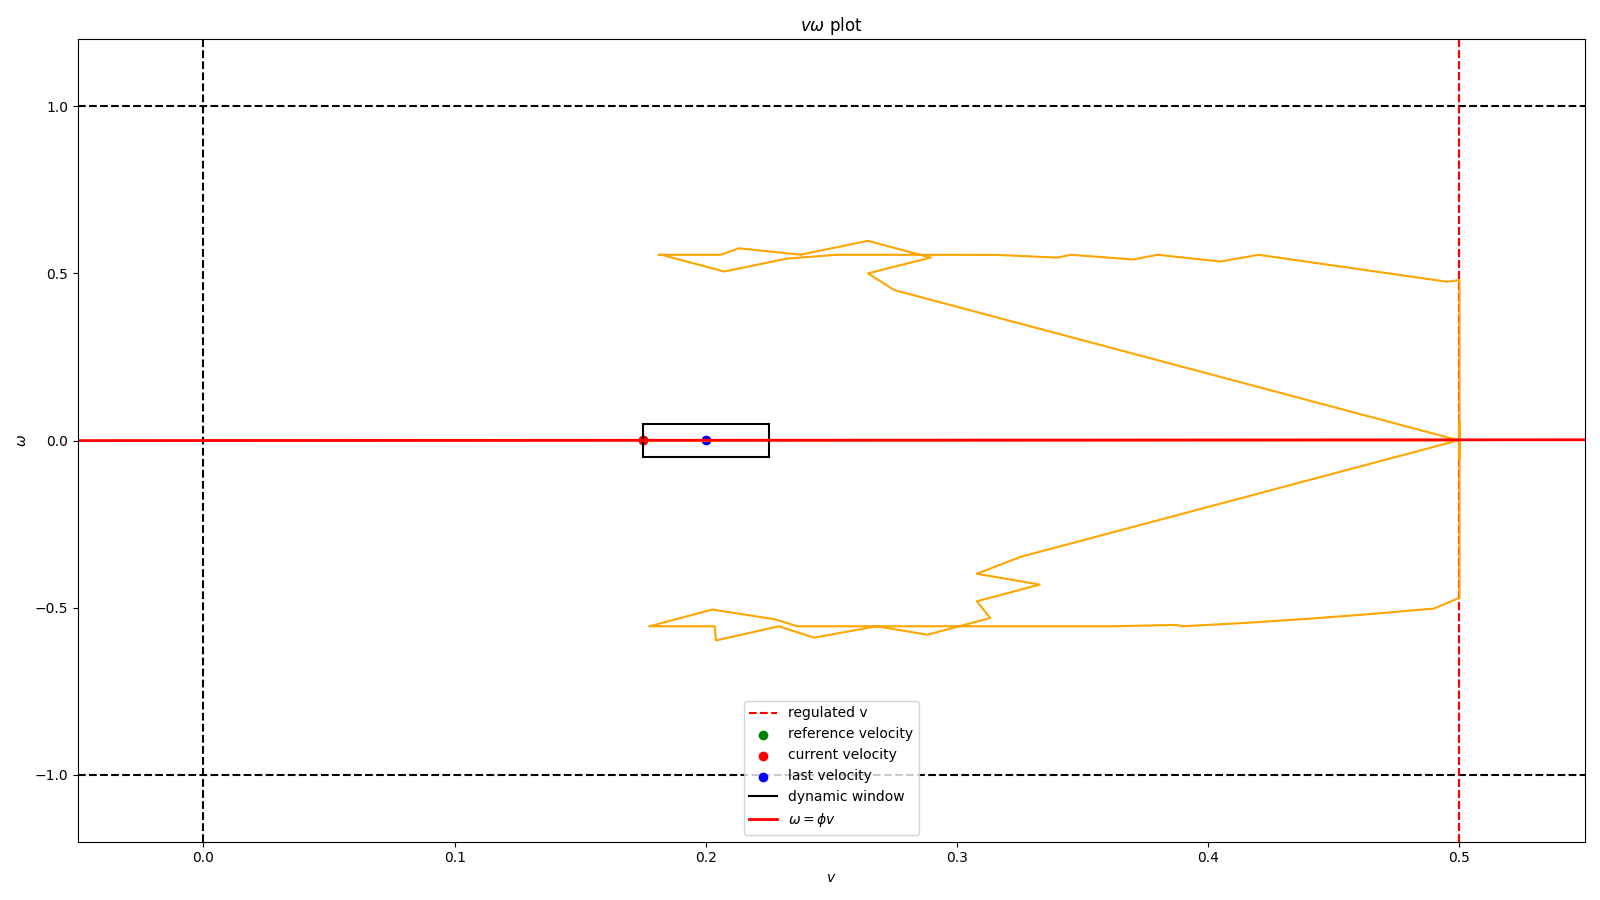 vω plot
1.0
0.5
0.0
−0.5
−1.0
ω
regulated v
reference velocity
current velocity
last velocity
dynamic window
ω = ϕv
0.0 0.1 0.2 0.3 0.4 0.5
v